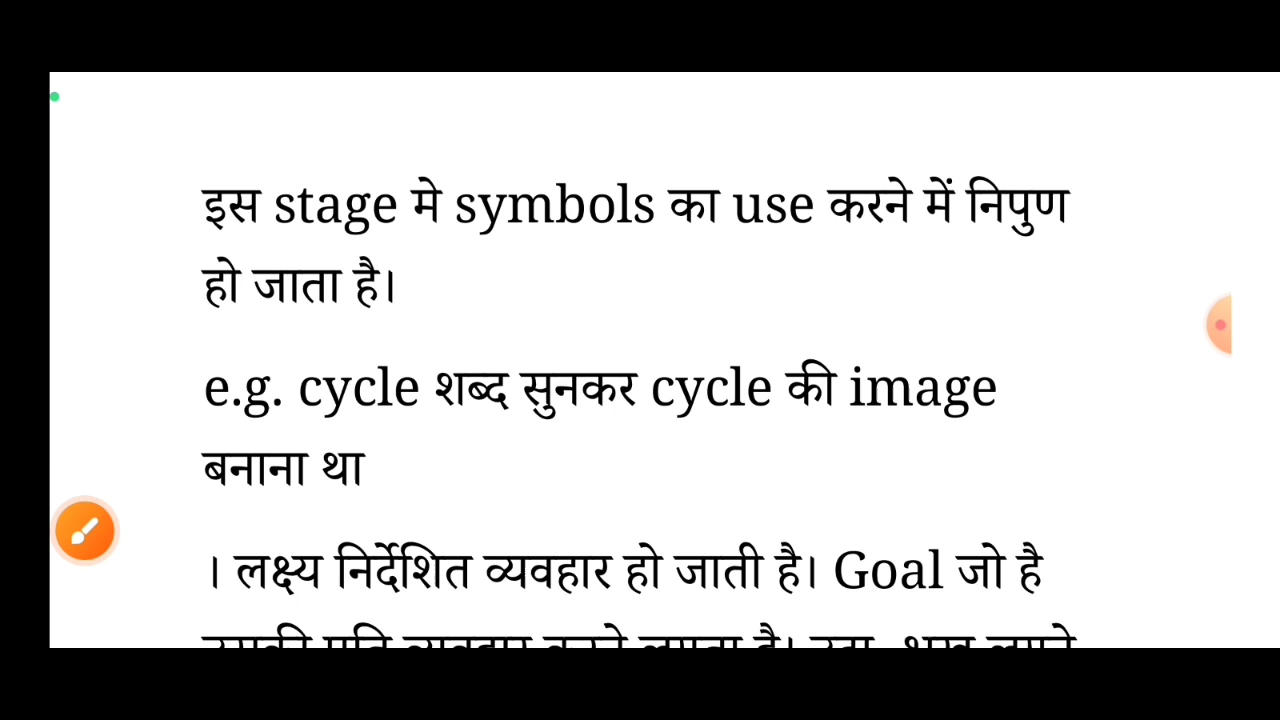 इस stage मे symbols का use करने में निपुण
हो जाता है।
e.g. cycle शब्द सुनकर cycle की image
बनाना था
। लक्ष्य निर्देशित व्यवहार हो जाती है। Goal जो है